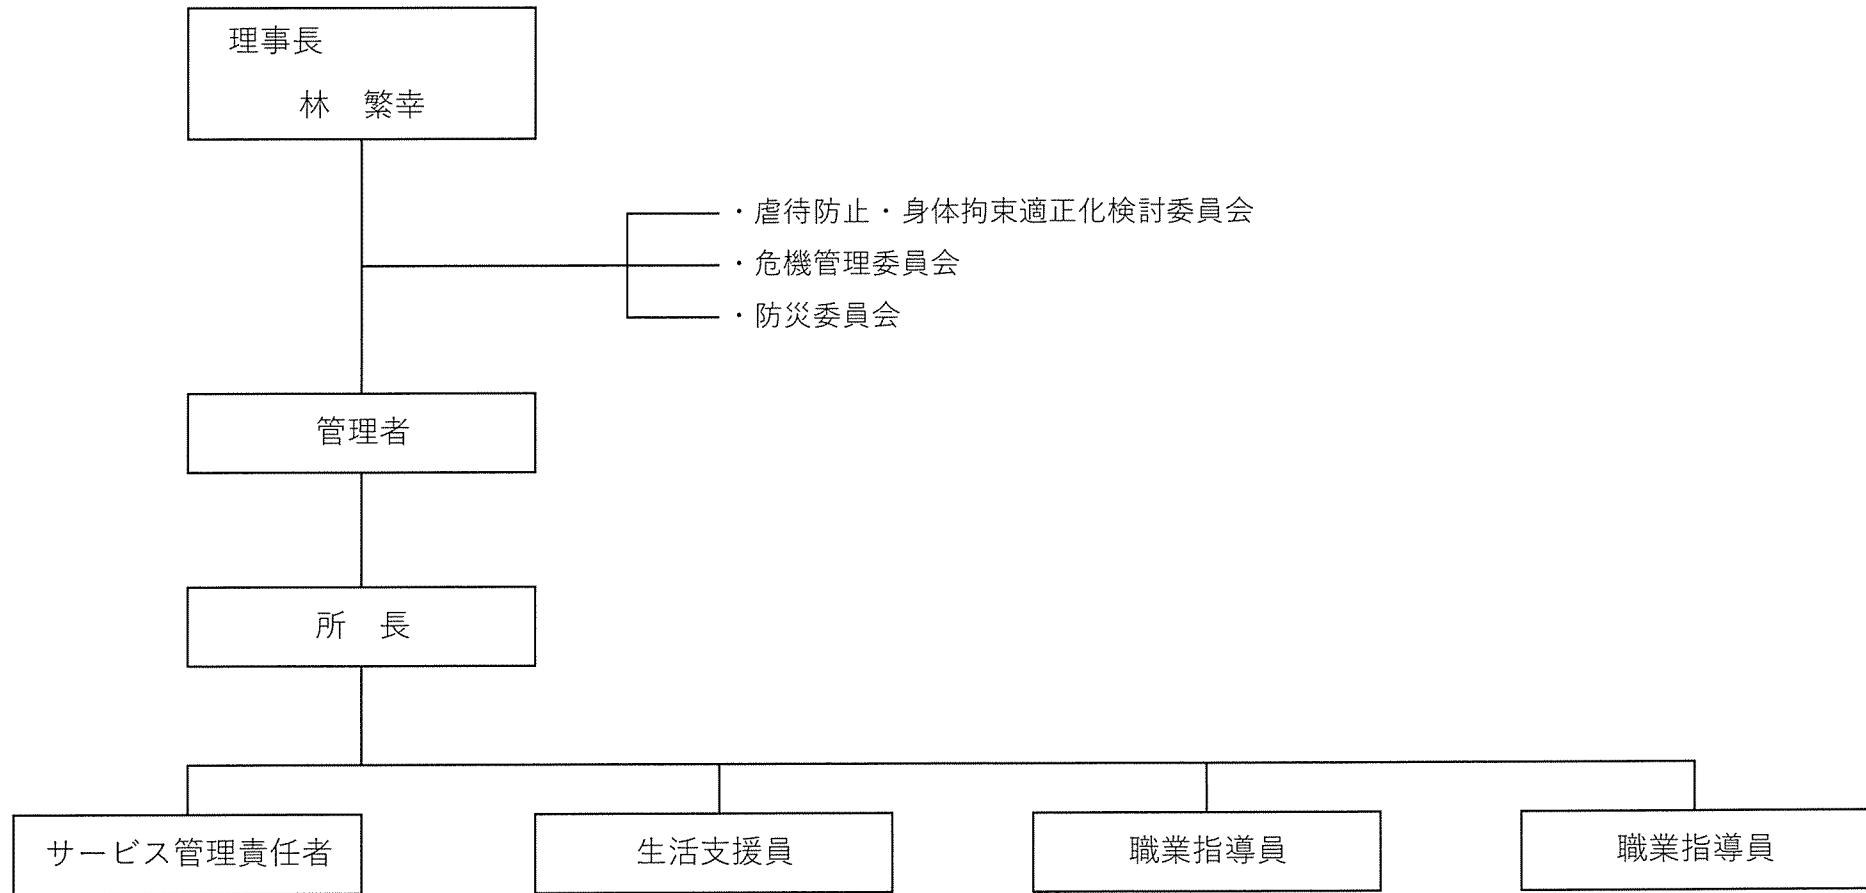 理事長
林　繁幸
・虐待防止・身体拘束適正化検討委員会
・危機管理委員会
・防災委員会
管理者
所　長
サービス管理責任者
生活支援員
職業指導員
職業指導員